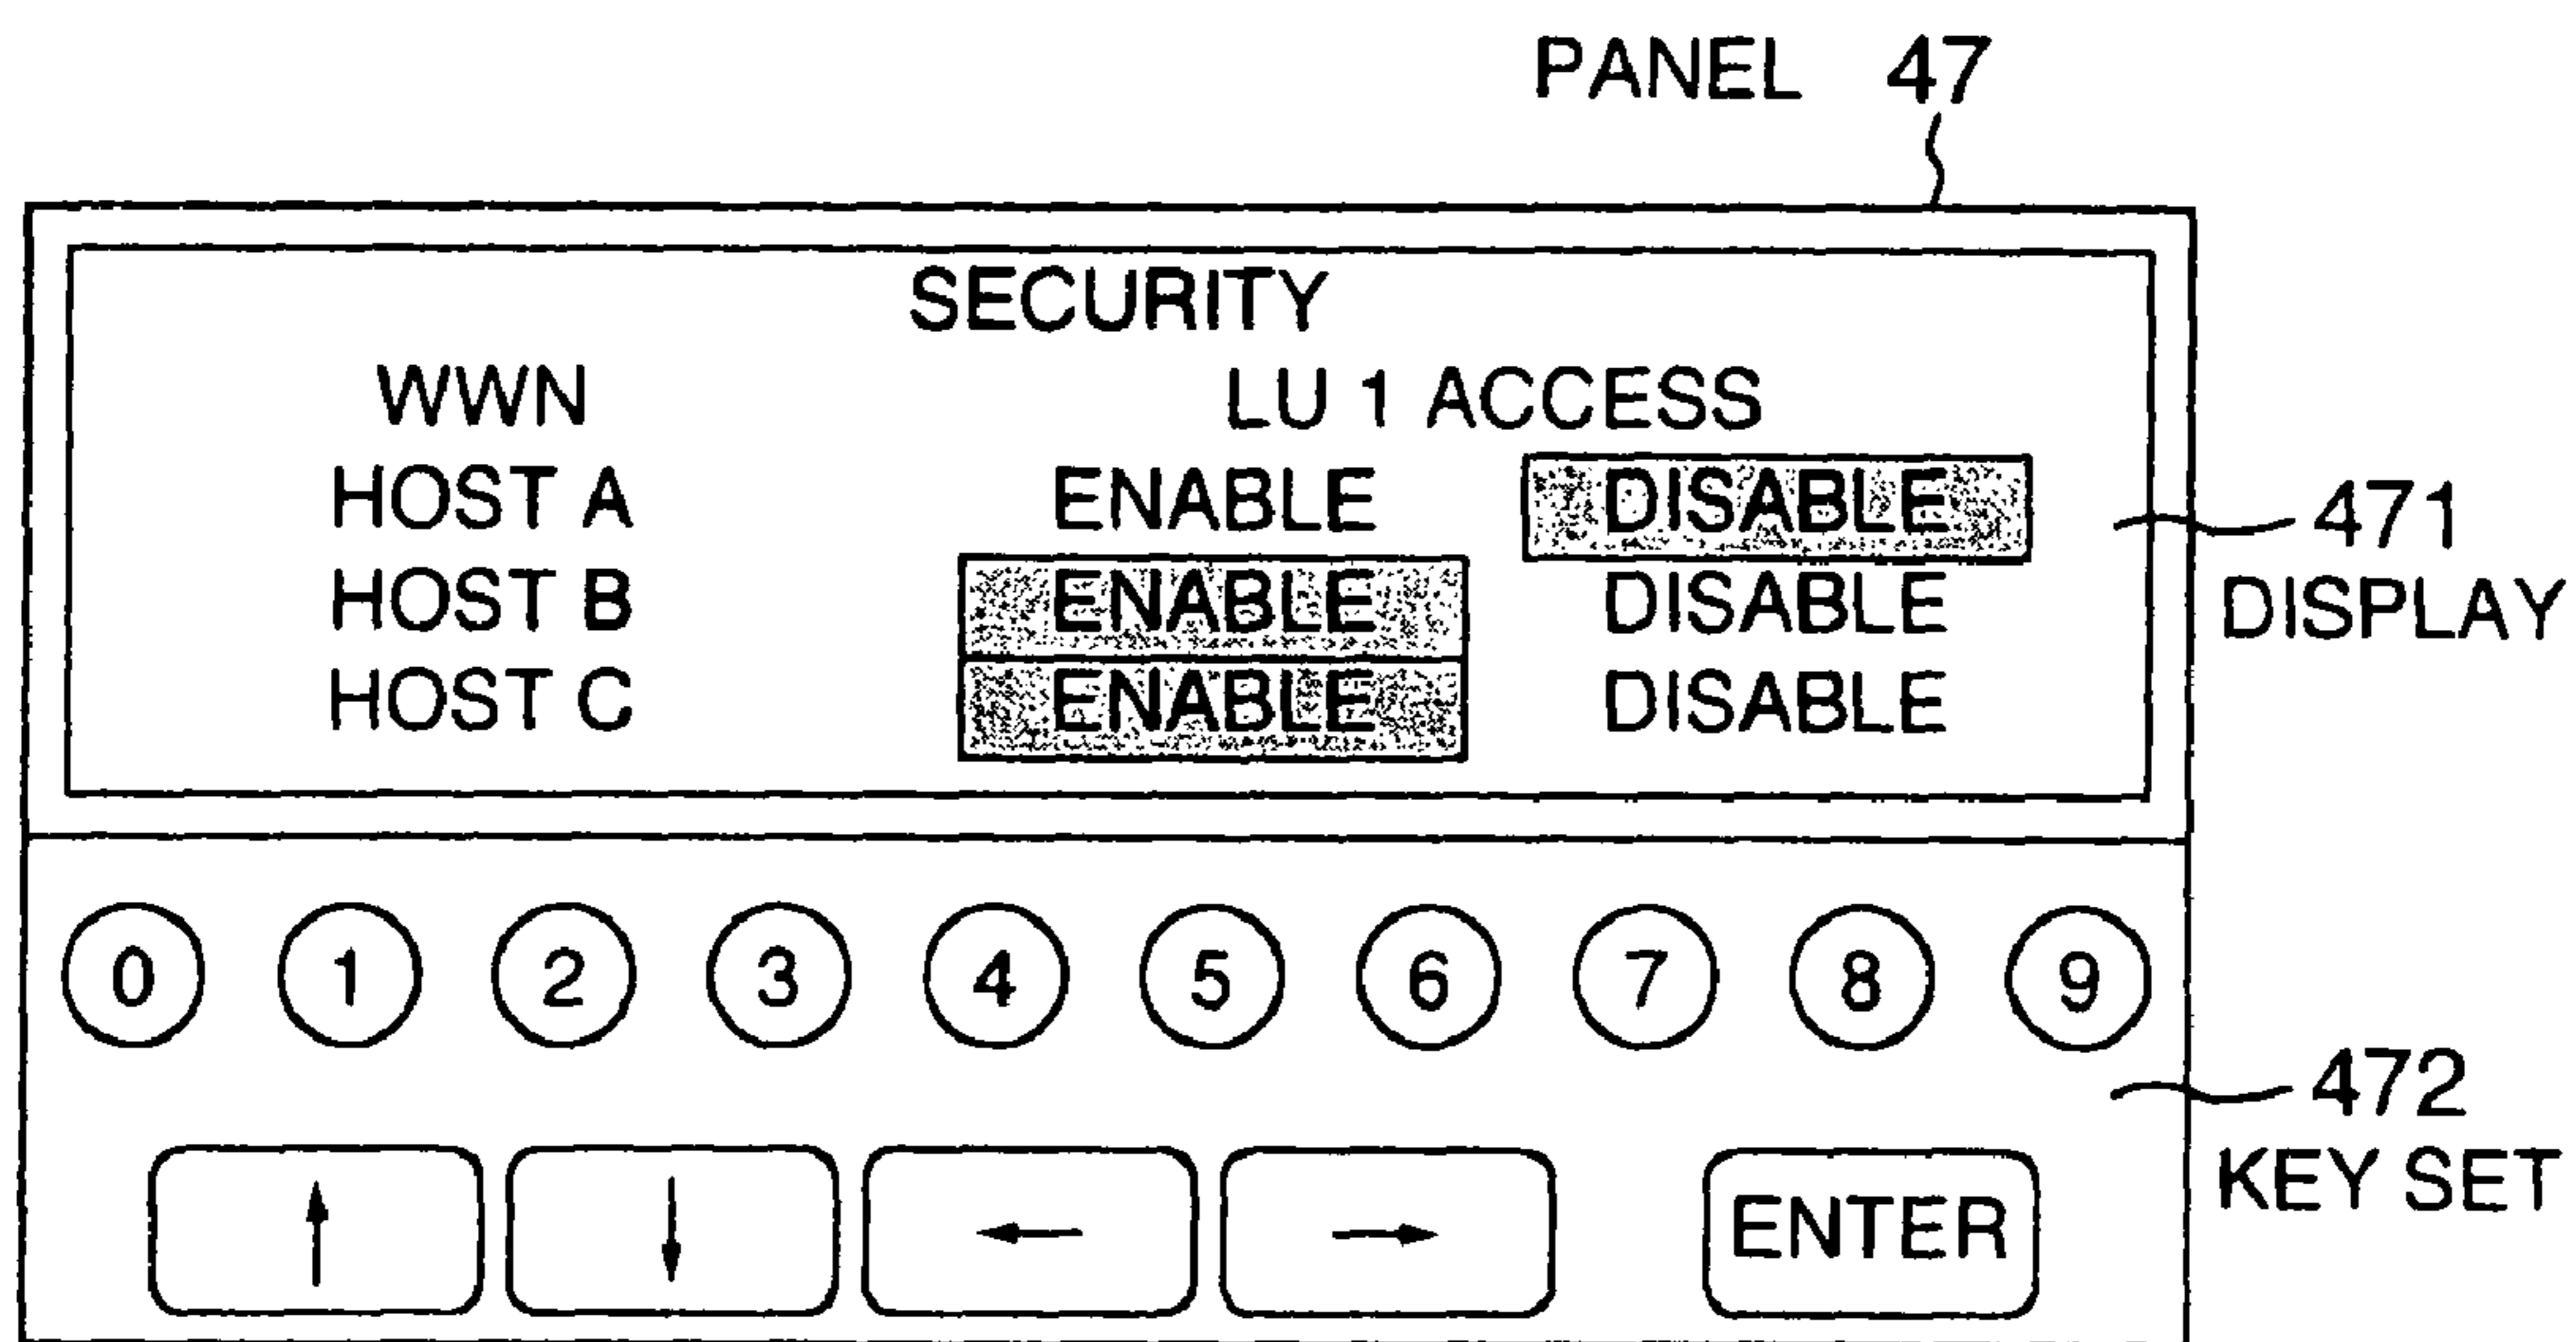 PANEL 47
SECURITY
WWN LU 1 ACCESS
HOST A ENABLE DISABLE
HOST B ENABLE DISABLE
HOST C ENABLE DISABLE
471
DISPLAY
0 1 2 3 4 5 6 7 8 9
472
KEY SET
↑ ↓ ← → ENTER